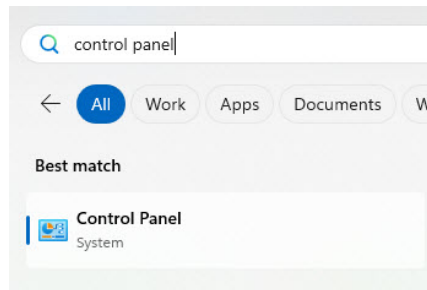 control panel
All Work Apps Documents W
Best match
Control Panel
System